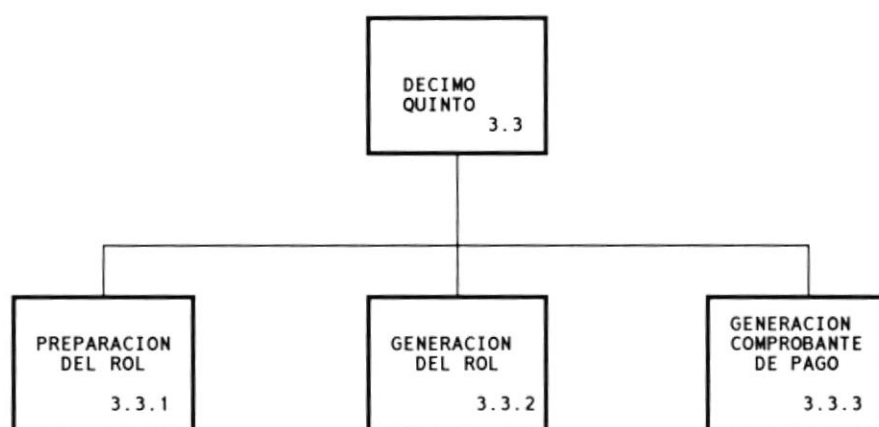 DECIMO
QUINTO
3.3
PREPARACION
DEL ROL
3.3.1
GENERACION
DEL ROL
3.3.2
GENERACION
COMPROBANTE
DE PAGO
3.3.3